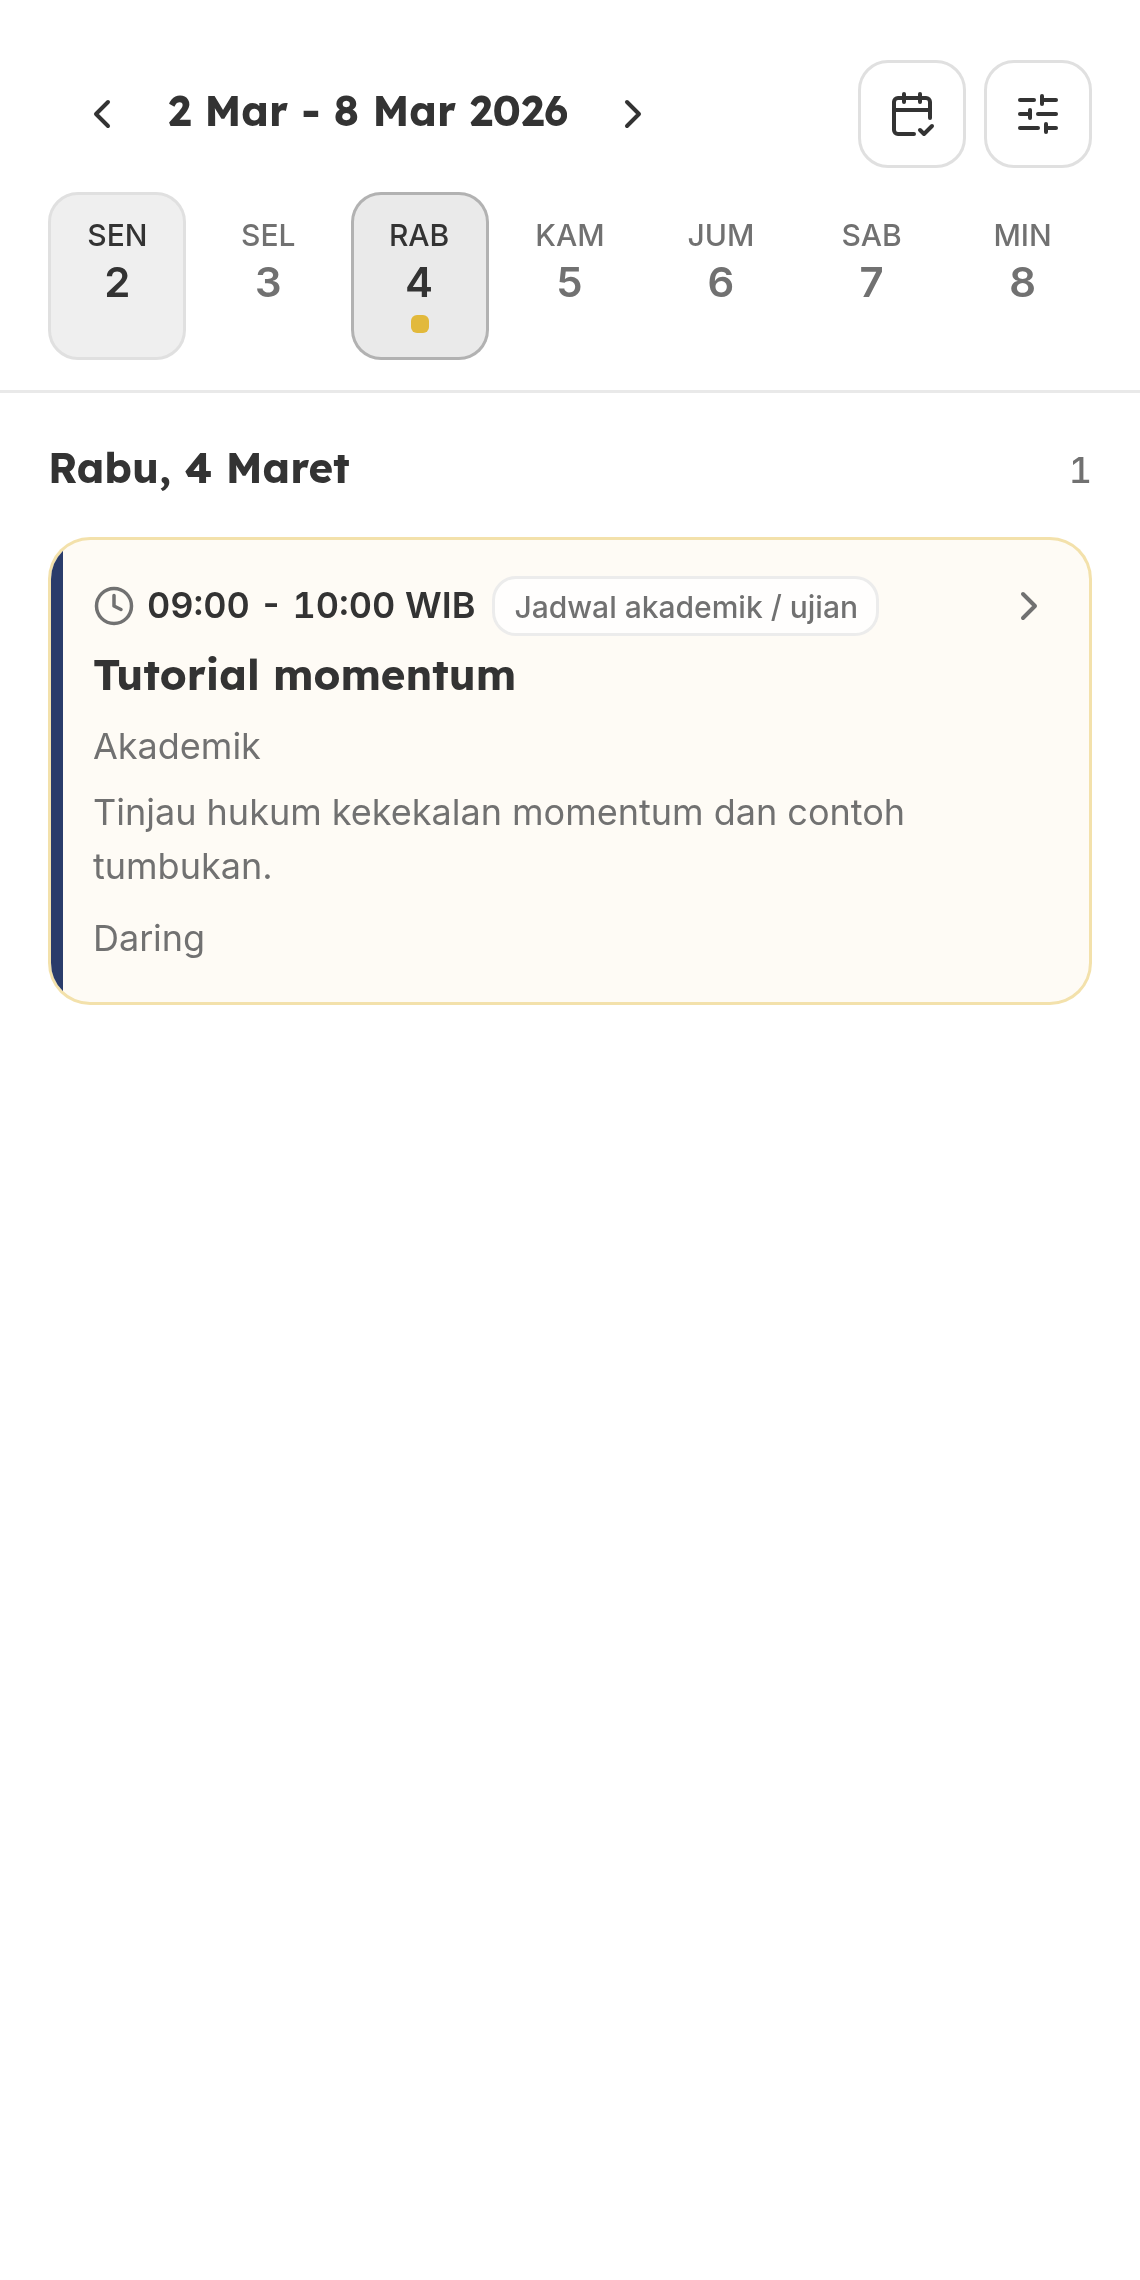 2 Mar - 8 Mar 2026
SEN SEL RAB KAM JUM SAB MIN
2 3 4 5 6 7 8
Rabu, 4 Maret 1
09:00 - 10:00 WIB Jadwal akademik / ujian
Tutorial momentum
Akademik
Tinjau hukum kekekalan momentum dan contoh
tumbukan.
Daring